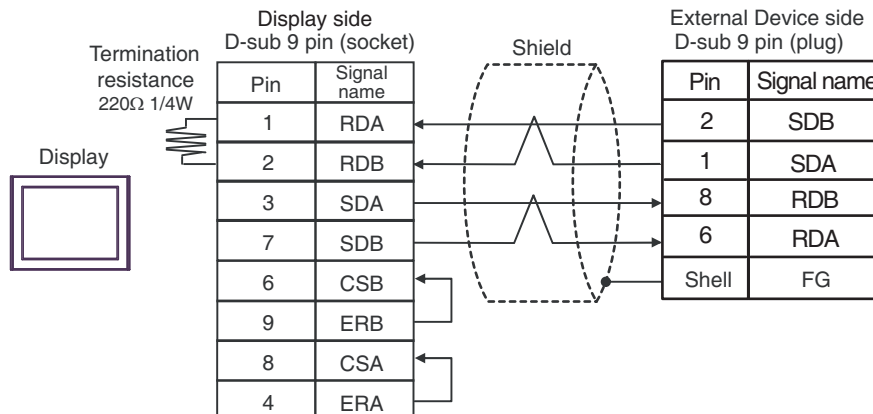 Display side
D-sub 9 pin (socket)
External Device side
D-sub 9 pin (plug)
Shield
Termination
resistance
220Ω 1/4W
Display
Pin Signal name
1 RDA
2 RDB
3 SDA
7 SDB
6 CSB
9 ERB
8 CSA
4 ERA
Pin Signal name
2 SDB
1 SDA
8 RDB
6 RDA
Shell FG